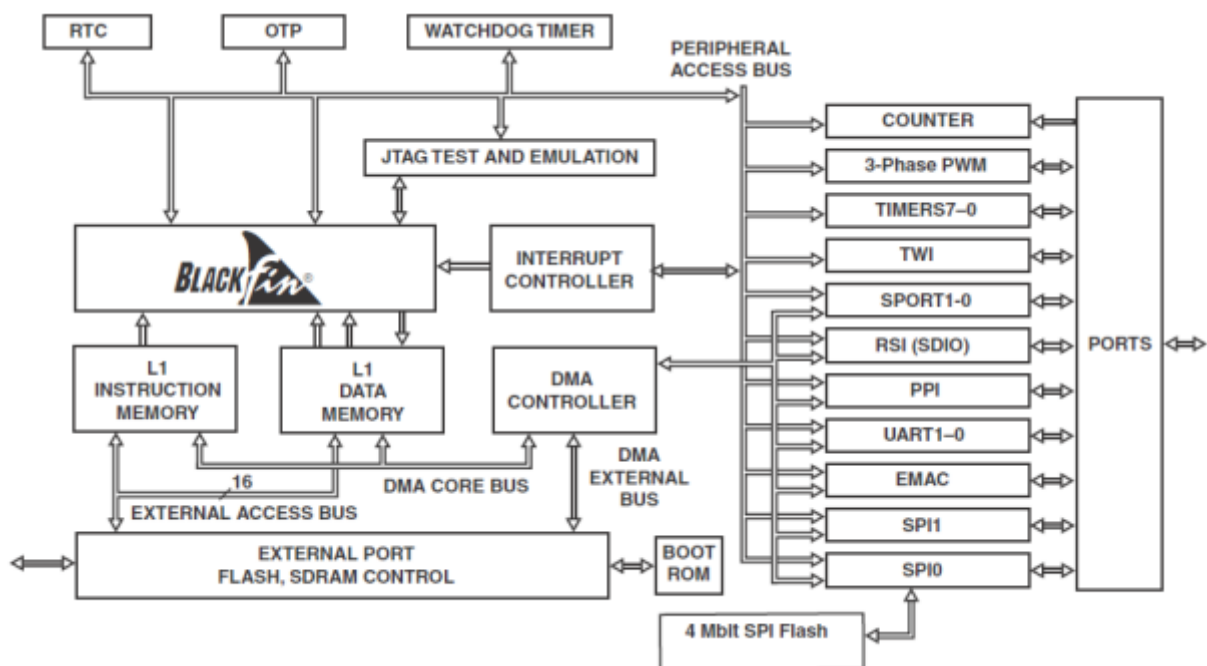 RTC
OTP
WATCHDOG TIMER
PERIPHERAL
ACCESS BUS
COUNTER
JTAG TEST AND EMULATION
3-Phase PWM
TIMERS7–0
BLACKfin®
INTERRUPT
CONTROLLER
TWI
SPORT1-0
L1
INSTRUCTION
MEMORY
L1
DATA
MEMORY
DMA
CONTROLLER
RSI (SDIO)
PORTS
PPI
UART1–0
16
DMA CORE BUS
DMA
EXTERNAL
BUS
EMAC
EXTERNAL ACCESS BUS
SPI1
EXTERNAL PORT
FLASH, SDRAM CONTROL
BOOT
ROM
SPI0
4 Mbit SPI Flash